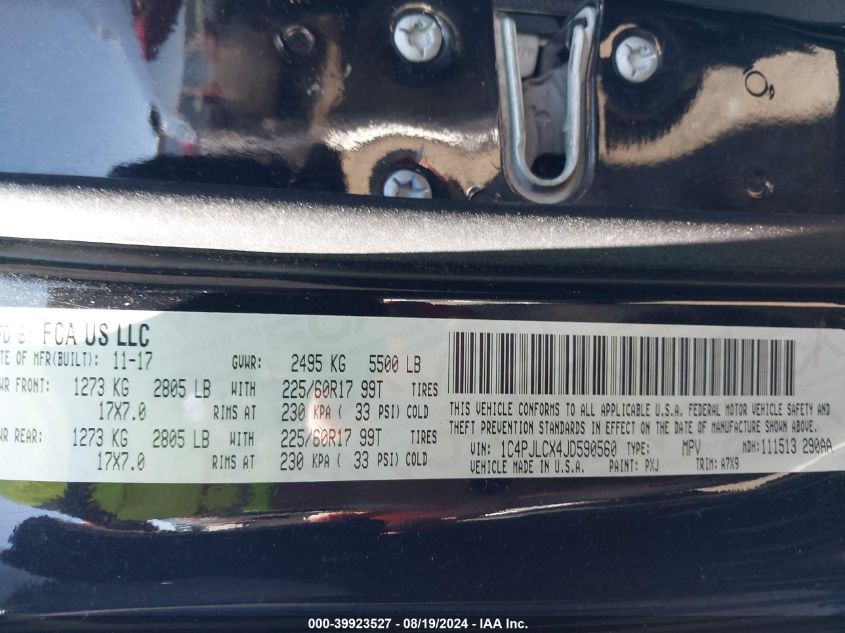 FCA US LLC
OF MFR(BUILT): 11-17 GVWR: 2495 KG 5500 LB
FRONT: 1273 KG 2805 LB WITH 225/60R17 99T TIRES
17X7.0 RIMS AT 230 KPA ( 33 PSI) COLD
REAR: 1273 KG 2805 LB WITH 225/60R17 99T TIRES
17X7.0 RIMS AT 230 KPA ( 33 PSI) COLD
THIS VEHICLE CONFORMS TO ALL APPLICABLE U.S.A. FEDERAL MOTOR VEHICLE SAFETY AND
THEFT PREVENTION STANDARDS IN EFFECT ON THE DATE OF MANUFACTURE SHOWN ABOVE.
VIN: 1C4PJLCX4JD590560 TYPE: MPV MDH:111513 290AA
VEHICLE MADE IN U.S.A. PAINT: PXJ TRIM: A7X9
000-39923527 - 08/19/2024 - IAA Inc.